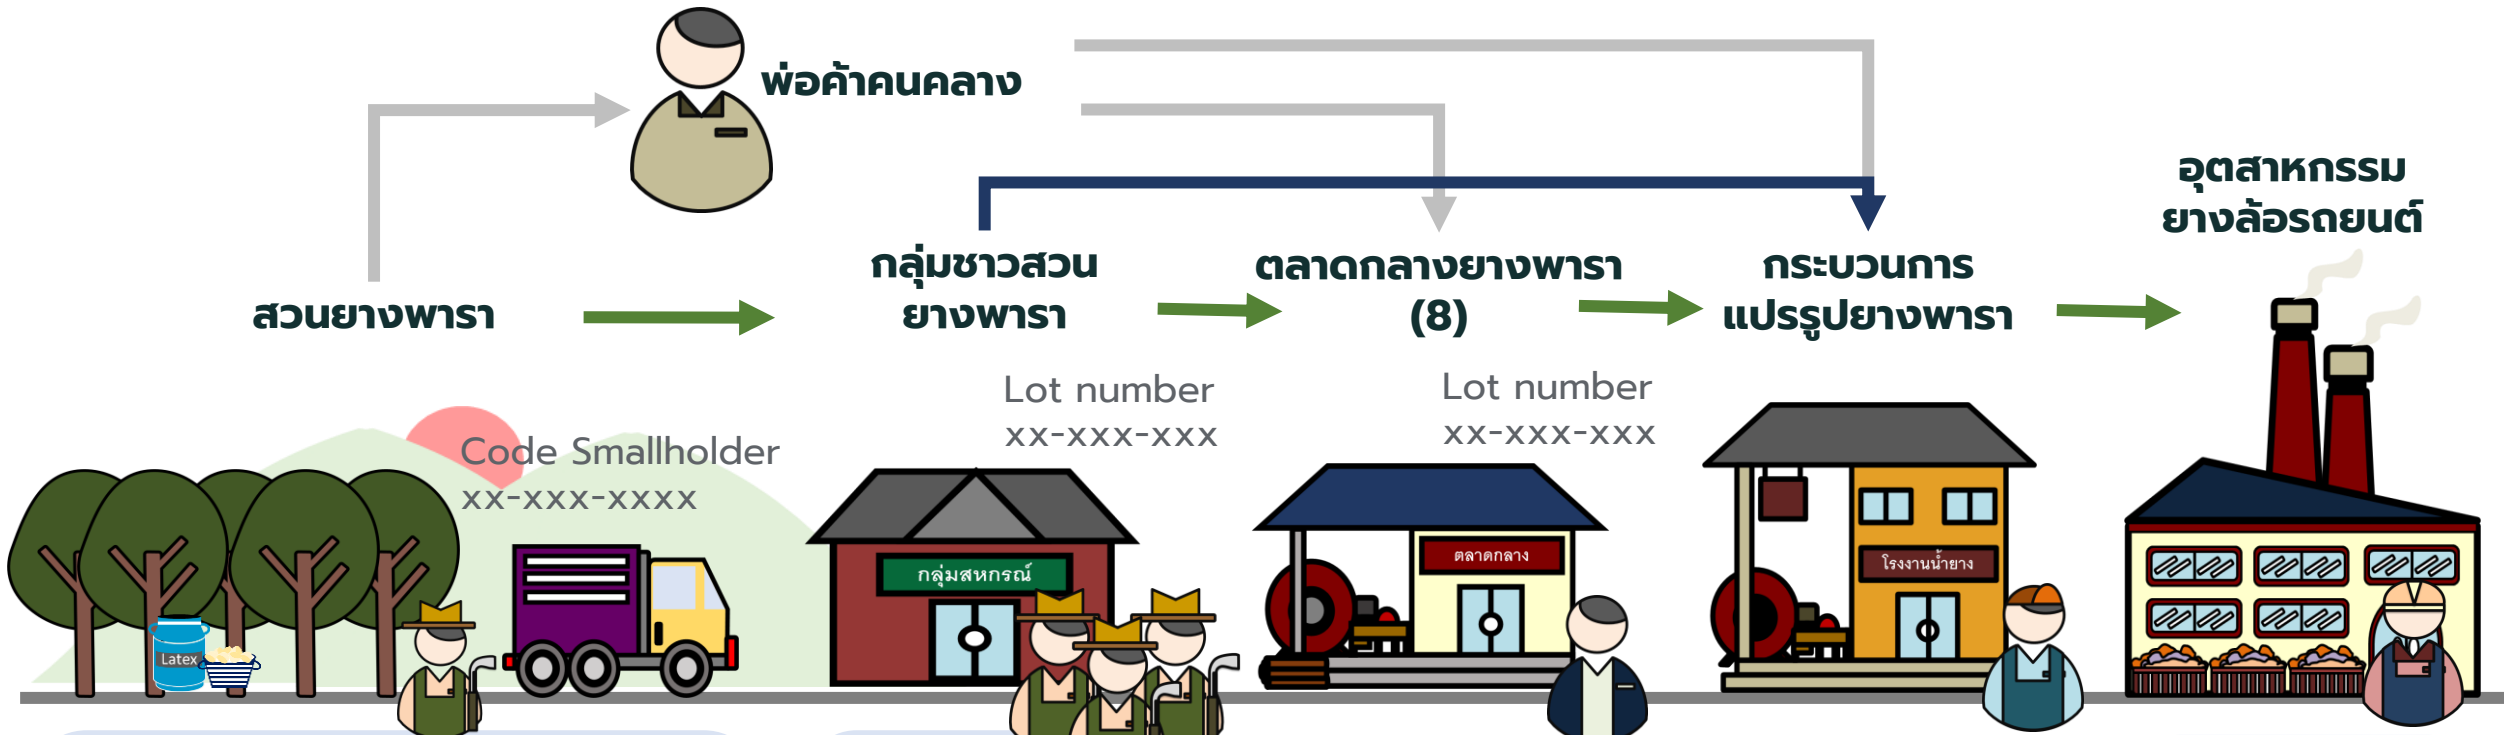 พ่อค้าคนคลาง
อุตสาหกรรม
ยางล้อรถยนต์
สวนยางพารา
กลุ่มชาวสวน
ยางพารา
ตลาดกลางยางพารา
(8)
กระบวนการ
แปรรูปยางพารา
Code Smallholder
xx-xxx-xxxx
Lot number
xx-xxx-xxx
Lot number
xx-xxx-xxx
Latex
กลุ่มสหกรณ์
ตลาดกลาง
โรงงานน้ำยาง